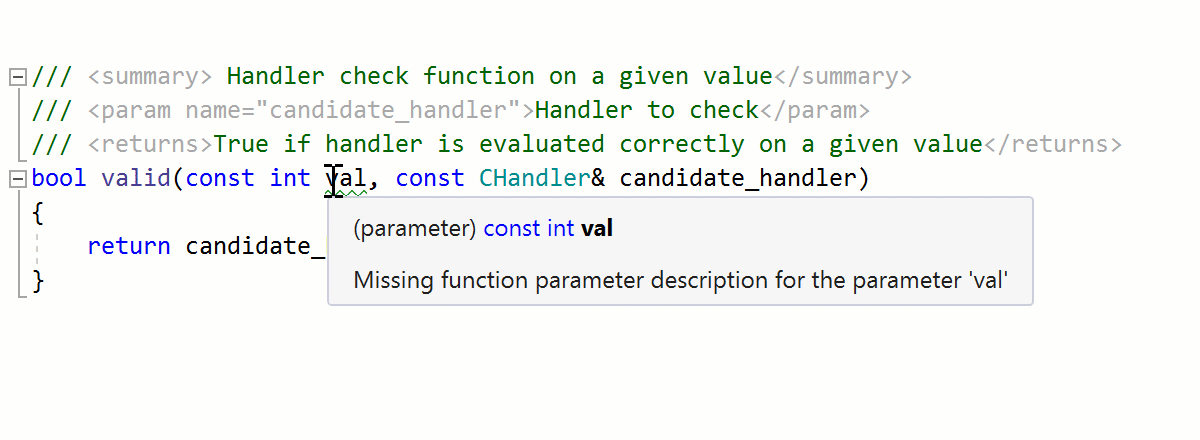 /// <summary> Handler check function on a given value</summary>
/// <param name="candidate_handler">Handler to check</param>
/// <returns>True if handler is evaluated correctly on a given value</returns>
bool valid(const int val, const CHandler& candidate_handler)
{
(parameter) const int val
return candidate_
Missing function parameter description for the parameter 'val'
}